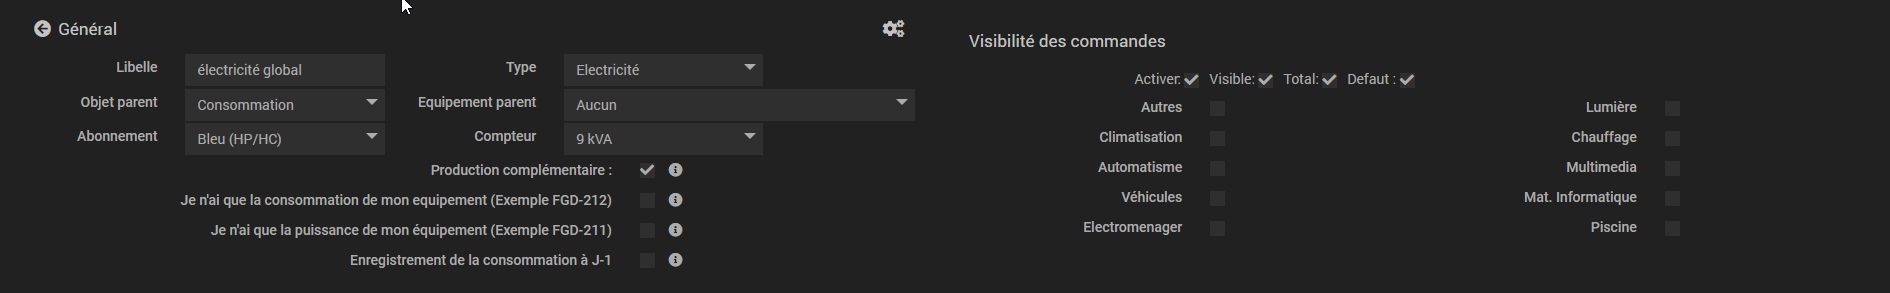 Général
Libelle électricité global Type Electricité
Objet parent Consommation Equipement parent Aucun
Abonnement Bleu (HP/HC) Compteur 9 kVA
Production complémentaire :
Je n'ai que la consommation de mon equipement (Exemple FGD-212)
Je n'ai que la puissance de mon équipement (Exemple FGD-211)
Enregistrement de la consommation à J-1
Visibilité des commandes
Activer: Visible: Total: Defaut :
Autres Lumière
Climatisation Chauffage
Automatisme Multimedia
Véhicules Mat. Informatique
Electromenager Piscine